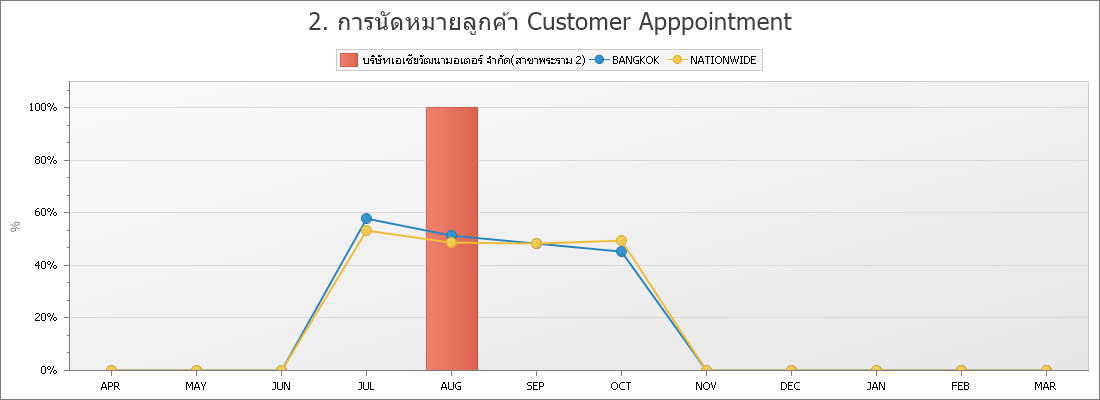 2. การนัดหมายลูกค้า Customer Apppointment
บริษัทเอเชียวัฒนามอเตอร์ จำกัด(สาขาพระราม 2) BANGKOK NATIONWIDE
%
100%
80%
60%
40%
20%
0%
APR MAY JUN JUL AUG SEP OCT NOV DEC JAN FEB MAR